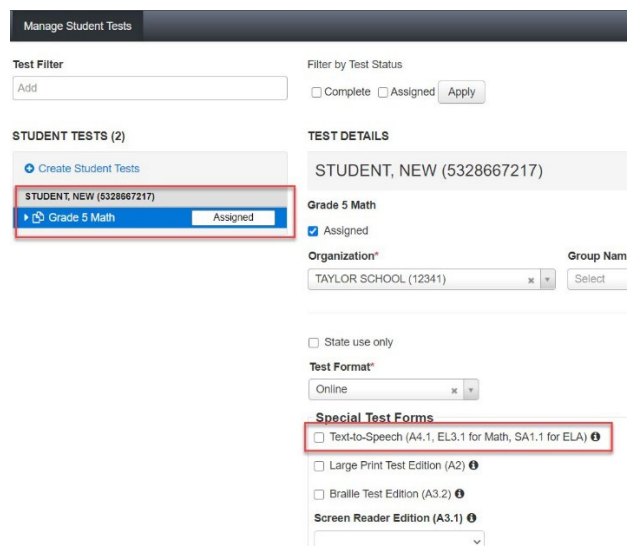 Manage Student Tests
Test Filter
Add
STUDENT TESTS (2)
Create Student Tests
STUDENT, NEW (5328667217)
Grade 5 Math Assigned
Filter by Test Status
Complete Assigned Apply
TEST DETAILS
STUDENT, NEW (5328667217)
Grade 5 Math
Assigned
Organization* Group Nam
TAYLOR SCHOOL (12341) Select
State use only
Test Format*
Online
Special Test Forms
Text-to-Speech (A4.1, EL3.1 for Math, SA1.1 for ELA)
Large Print Test Edition (A2)
Braille Test Edition (A3.2)
Screen Reader Edition (A3.1)